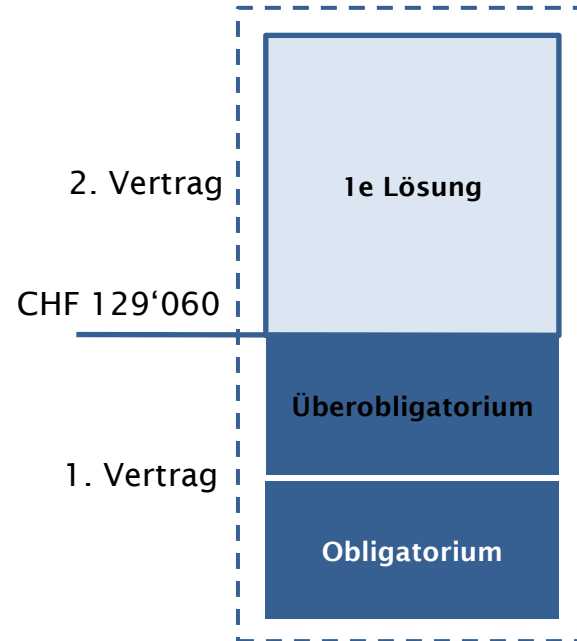 2. Vertrag
1e Lösung
CHF 129‘060
Überobligatorium
1. Vertrag
Obligatorium